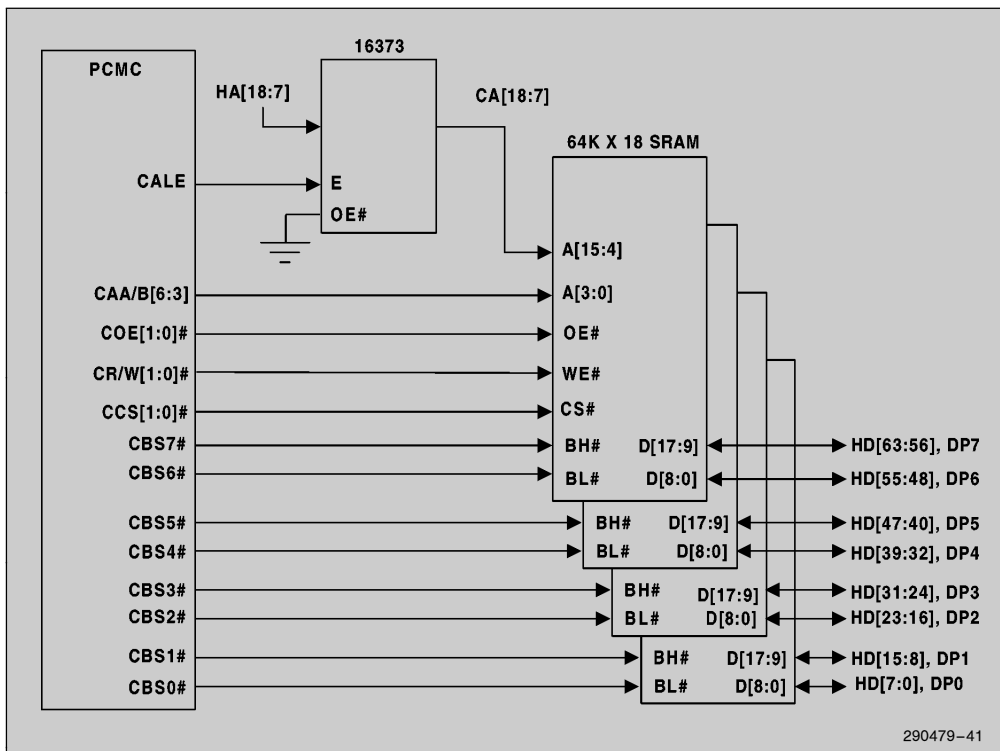 16373
PCMC
HA[18:7]
CA[18:7]
64K X 18 SRAM
CALE
E
OE#
A[15:4]
CAA/B[6:3]
A[3:0]
COE[1:0]#
OE#
CR/W[1:0]#
WE#
CCS[1:0]#
CS#
CBS7#
BH#
D[17:9]
HD[63:56], DP7
CBS6#
BL#
D[8:0]
HD[55:48], DP6
CBS5#
BH#
D[17:9]
HD[47:40], DP5
CBS4#
BL#
D[8:0]
HD[39:32], DP4
CBS3#
BH#
D[17:9]
HD[31:24], DP3
CBS2#
BL#
D[8:0]
HD[23:16], DP2
CBS1#
BH#
D[17:9]
HD[15:8], DP1
CBS0#
BL#
D[8:0]
HD[7:0], DP0
290479–41